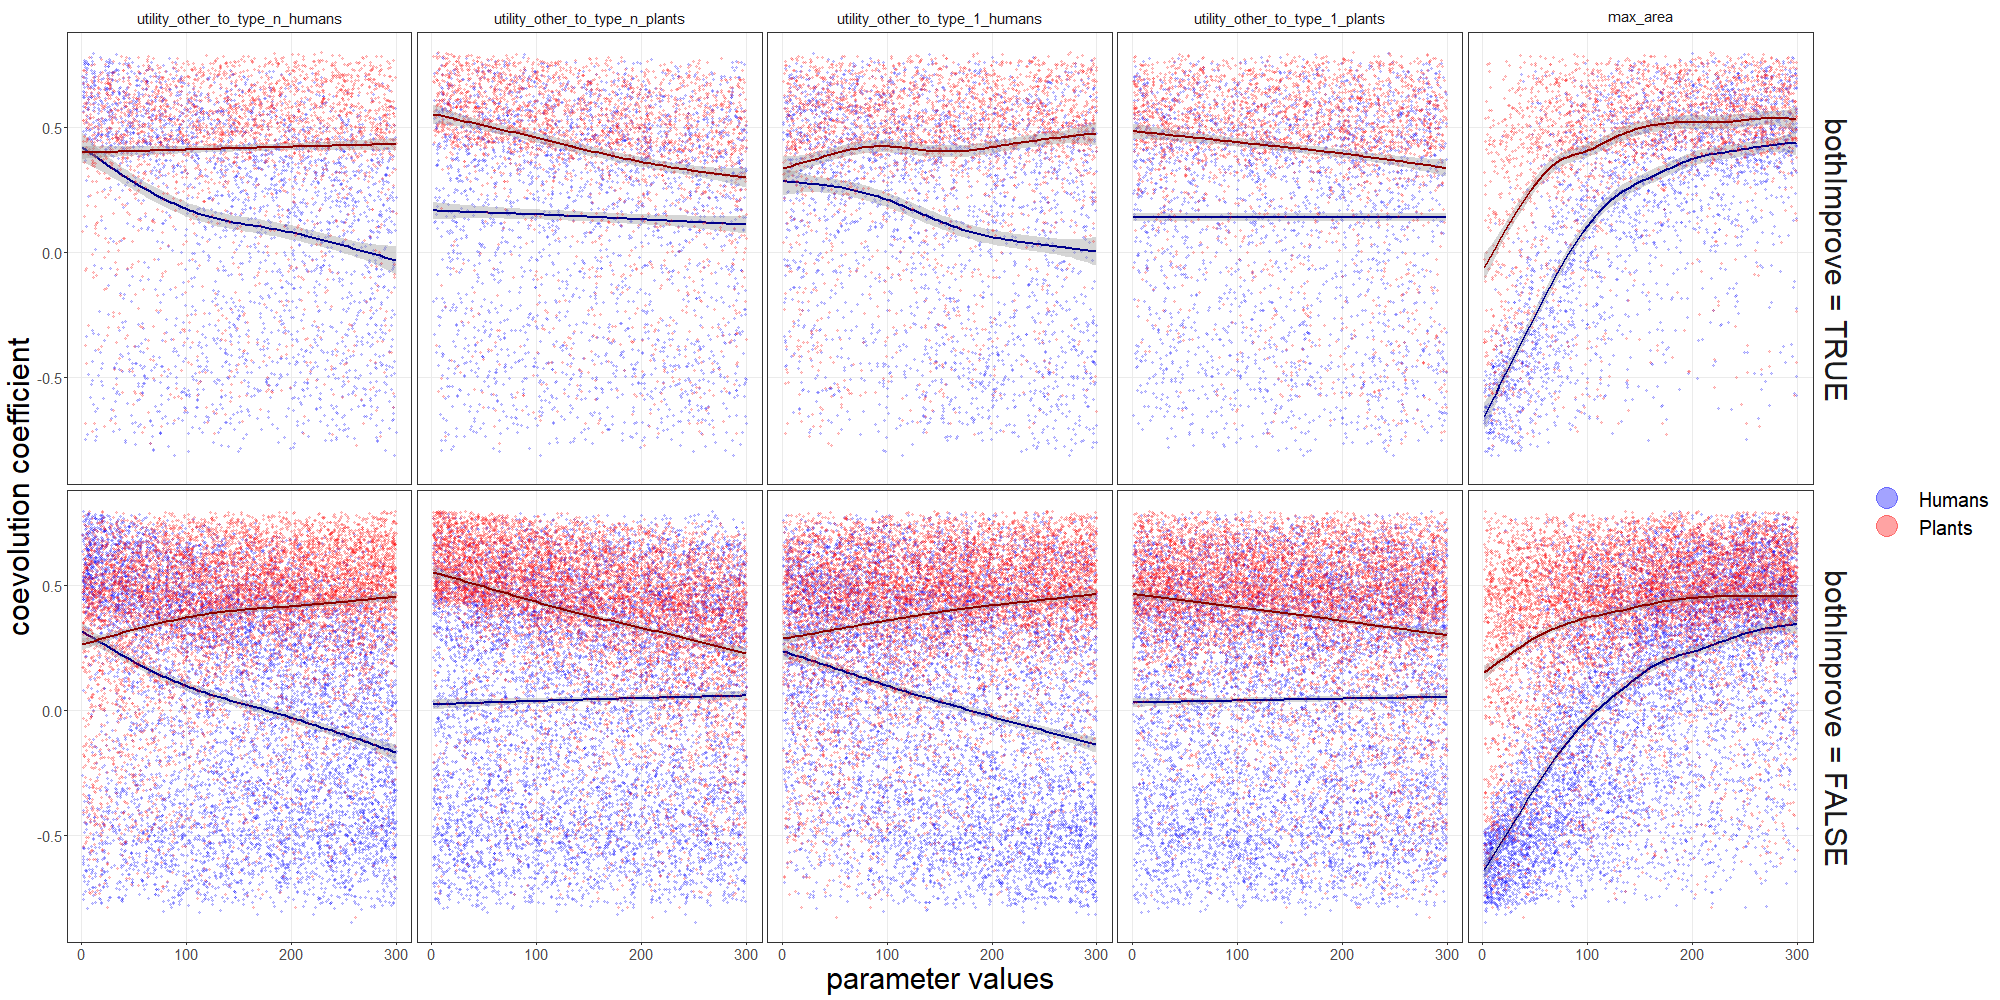 utility_other_to_type_n_humans
utility_other_to_type_n_plants
utility_other_to_type_1_humans
utility_other_to_type_1_plants
max_area
coevolution coefficient
0.5
0.0
-0.5
bothImprove = TRUE
0.5
0.0
-0.5
bothImprove = FALSE
0 100 200 300
0 100 200 300
0 100 200 300
0 100 200 300
0 100 200 300
parameter values
Humans
Plants